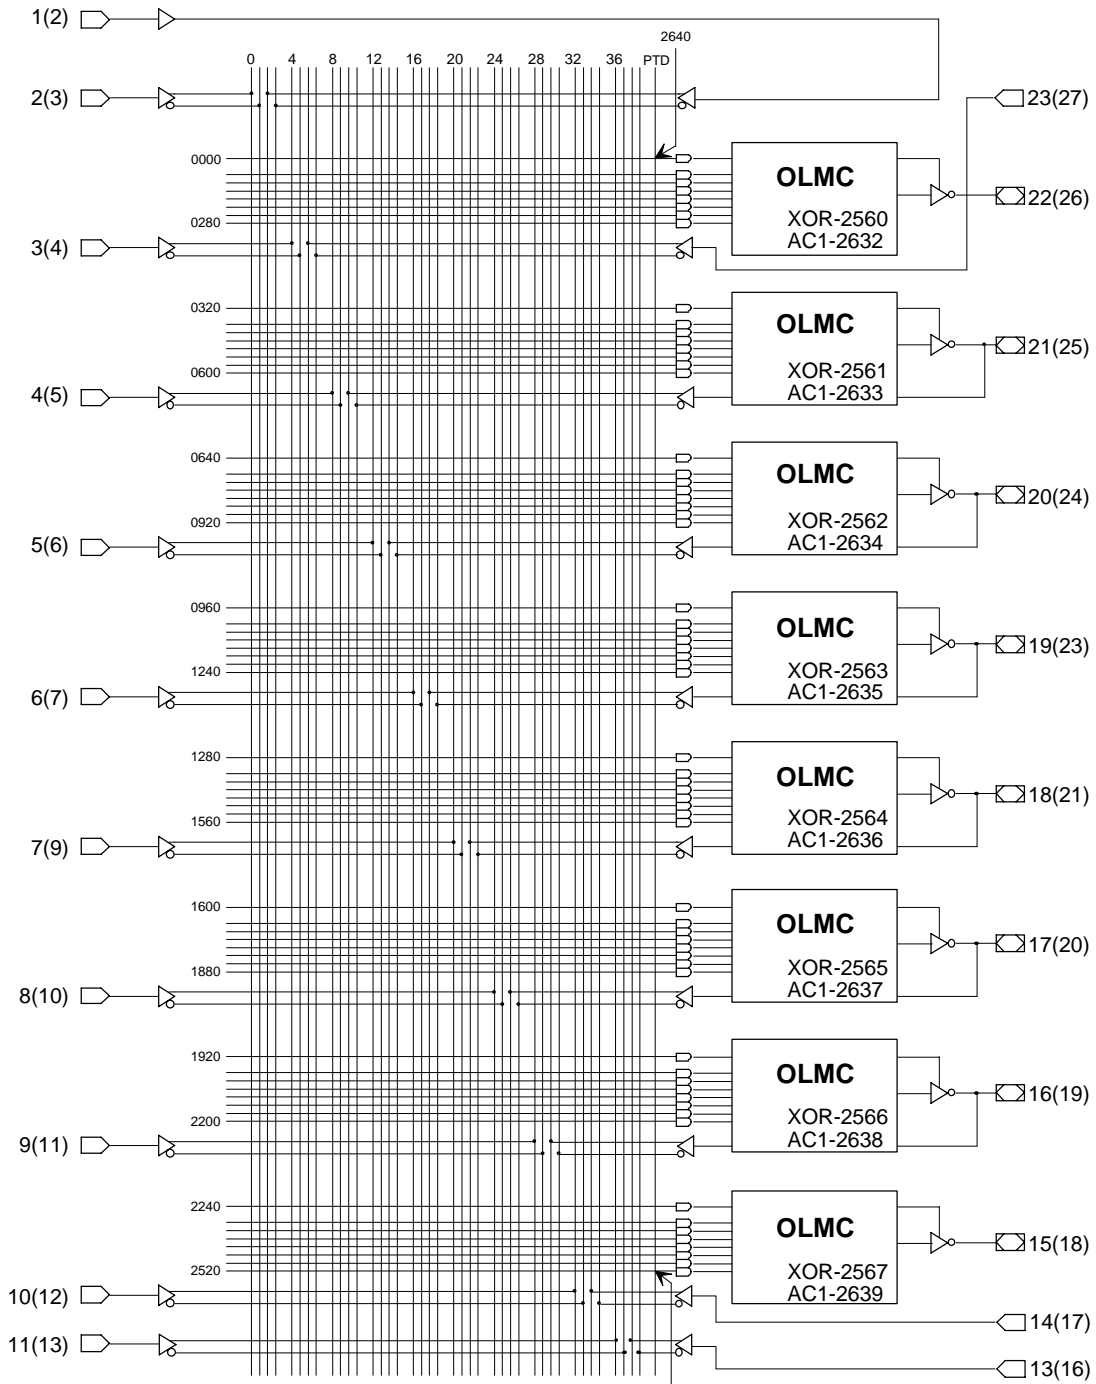 1(2)
2640
0 4 8 12 16 20 24 28 32 36 PTD
2(3)
23(27)
0000
OLMC
XOR-2560
AC1-2632
22(26)
0280
3(4)
0320
OLMC
XOR-2561
AC1-2633
21(25)
0600
4(5)
0640
OLMC
XOR-2562
AC1-2634
20(24)
0920
5(6)
0960
OLMC
XOR-2563
AC1-2635
19(23)
1240
6(7)
1280
OLMC
XOR-2564
AC1-2636
18(21)
1560
7(9)
1600
OLMC
XOR-2565
AC1-2637
17(20)
1880
8(10)
1920
OLMC
XOR-2566
AC1-2638
16(19)
2200
9(11)
2240
OLMC
XOR-2567
AC1-2639
15(18)
2520
10(12)
14(17)
11(13)
13(16)